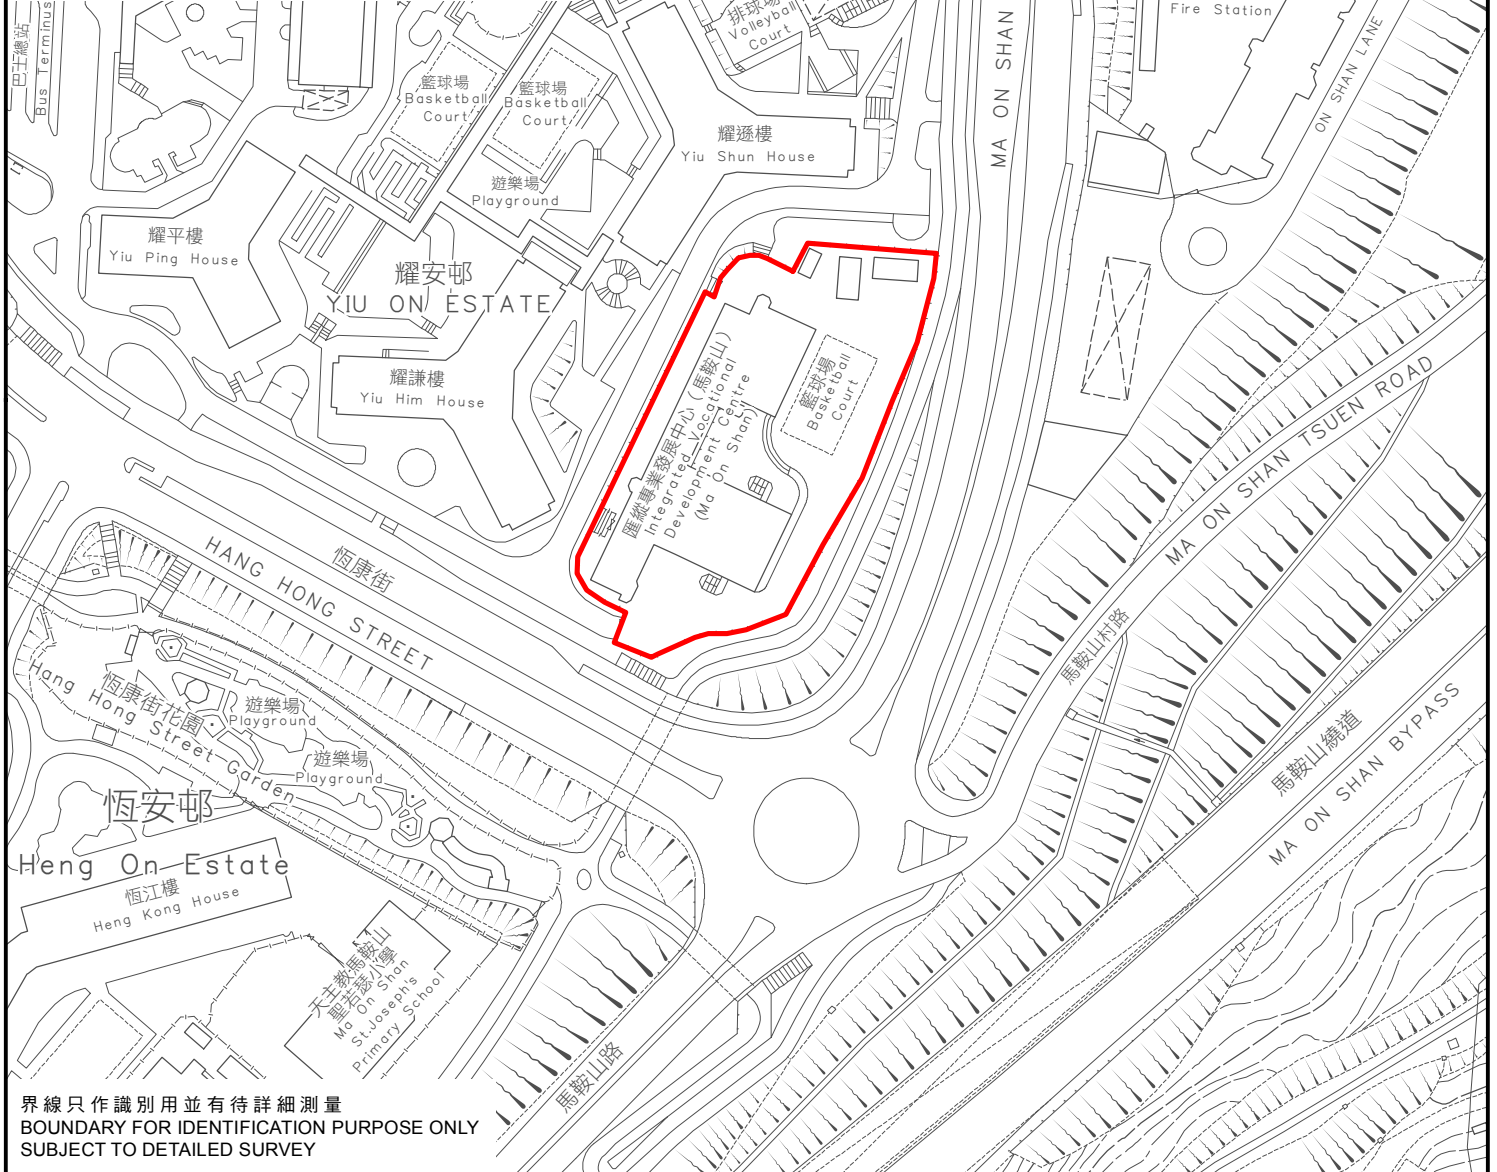 巴士總站
Bus Terminus
籃球場
Basketball
Court
籃球場
Basketball
Court
排球場
Volleyball
Court
MA ON SHAN
Fire Station
ON SHAN LANE
耀遜樓
Yiu Shun House
遊樂場
Playground
耀平樓
Yiu Ping House
耀安邨
YIU ON ESTATE
耀謙樓
Yiu Him House
匯縱專業發展中心(馬鞍山)
Integrated Vocational
Development Centre
(Ma On Shan)
籃球場
Basketball
Court
MA ON SHAN TSUEN ROAD
馬鞍山村路
恆康街
HANG HONG STREET
恆康街花園
Hang Hong Street Garden
遊樂場
Playground
遊樂場
Playground
恆安邨
Heng On Estate
恆江樓
Heng Kong House
天主教馬鞍山
聖若瑟小學
Ma On Shan
St.Joseph's
Primary School
馬鞍山繞道
MA ON SHAN BYPASS
馬鞍山路
界線只作識別用並有待詳細測量
BOUNDARY FOR IDENTIFICATION PURPOSE ONLY
SUBJECT TO DETAILED SURVEY